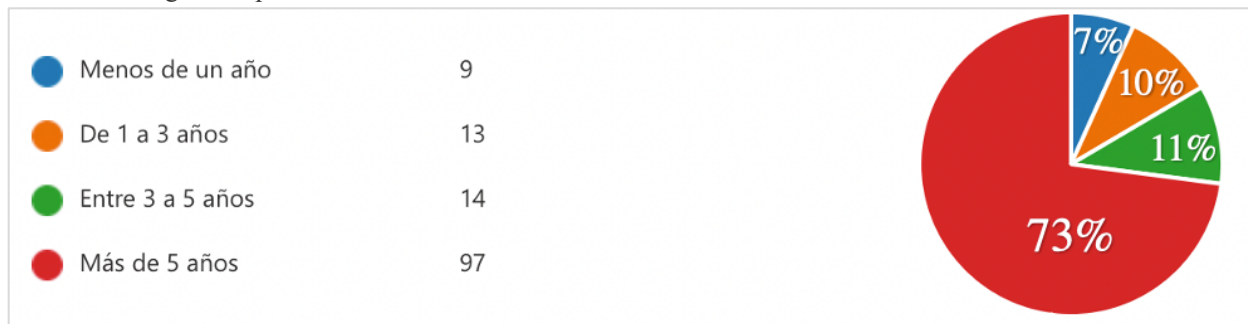 Menos de un año 9
De 1 a 3 años 13
Entre 3 a 5 años 14
Más de 5 años 97
7%
10%
11%
73%